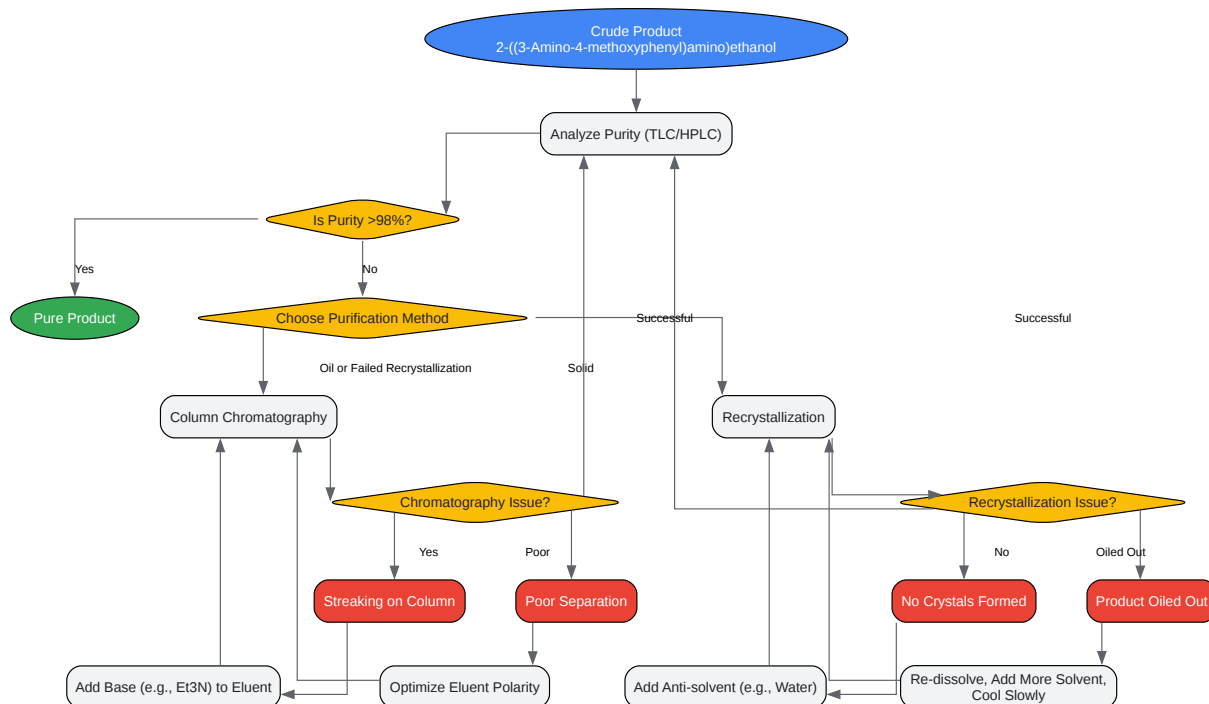 Crude Product
2-((3-Amino-4-methoxyphenyl)amino)ethanol
Analyze Purity (TLC/HPLC)
Is Purity >98%?
Yes
No
Pure Product
Choose Purification Method
Successful
Successful
Oil or Failed Recrystallization
Solid
Column Chromatography
Recrystallization
Chromatography Issue?
Recrystallization Issue?
Yes
Poor
No
Oiled Out
Streaking on Column
Poor Separation
No Crystals Formed
Product Oiled Out
Add Base (e.g., Et3N) to Eluent
Optimize Eluent Polarity
Add Anti-solvent (e.g., Water)
Re-dissolve, Add More Solvent,
Cool Slowly